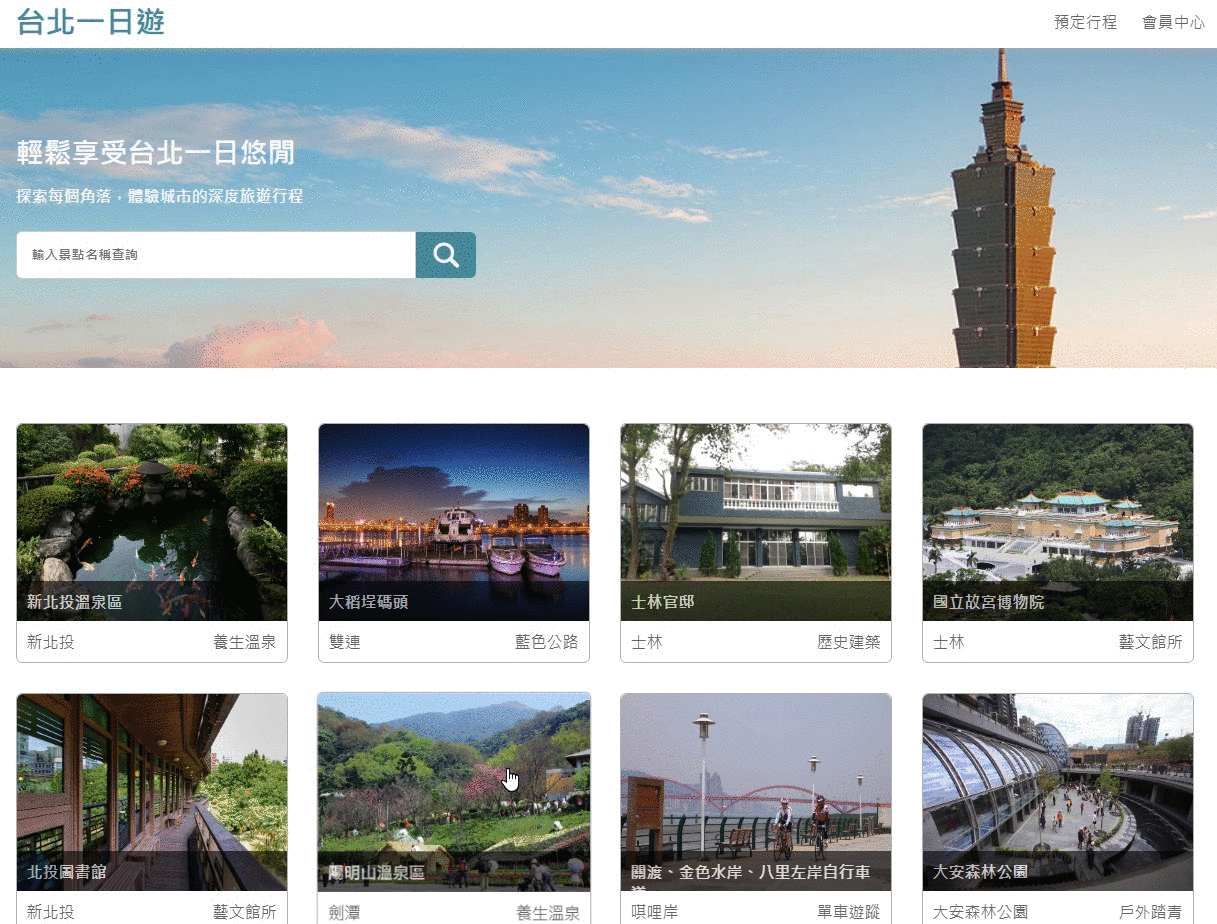 台北一日遊
預定行程 會員中心
輕鬆享受台北一日悠閒
探索每個角落，體驗城市的深度旅遊行程
輸入景點名稱查詢
新北投溫泉區
新北投 養生溫泉
大稻埕碼頭
雙連 藍色公路
士林官邸
士林 歷史建築
國立故宮博物院
士林 藝文館所
北投圖書館
新北投 藝文館所
陽明山溫泉區
劍潭 養生溫泉
關渡、金色水岸、八里左岸自行車
道
唭哩岸 單車遊蹤
大安森林公園
大安森林公園 戶外踏青